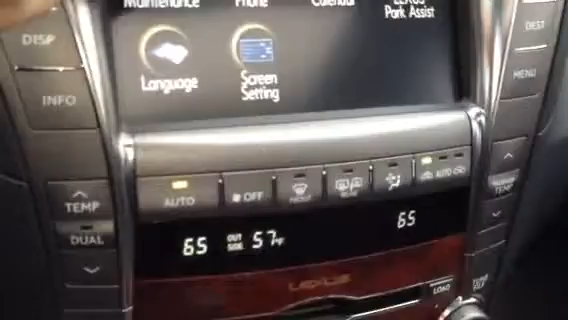 Maintenance
Phone
Calendar
LEXUS
Park Assist
DISP
DEST
Language
Screen
Setting
INFO
MENU
TEMP
AUTO
OFF
FRONT
REAR
AUTO
TEMP
DUAL
65
OUT
SIDE
57°F
65
LEXUS
LOAD